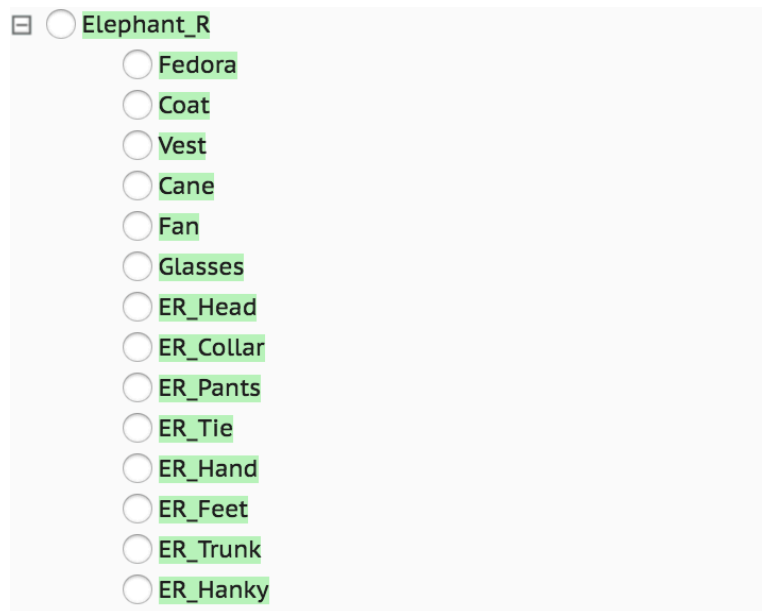 Elephant_R
Fedora
Coat
Vest
Cane
Fan
Glasses
ER_Head
ER_Collar
ER_Pants
ER_Tie
ER_Hand
ER_Feet
ER_Trunk
ER_Hanky